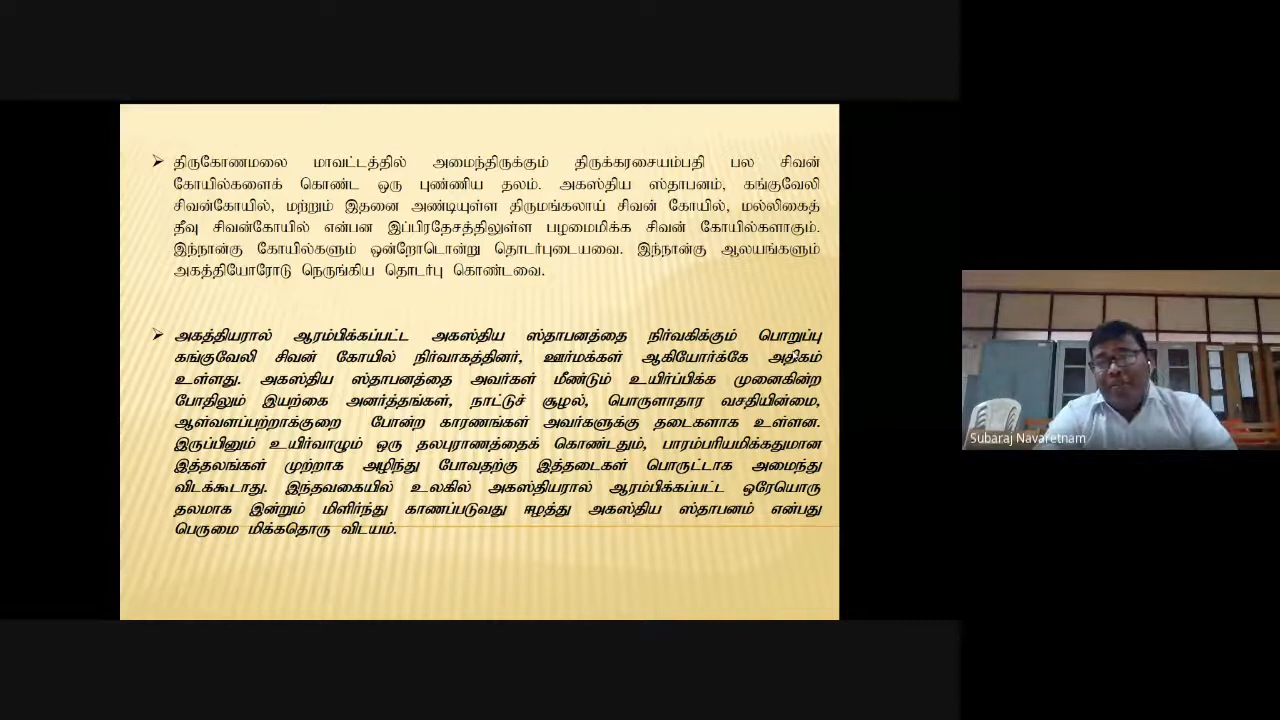 ➢ திருகோணமலை மாவட்டத்தில் அமைந்திருக்கும் திருக்கரசையம்பதி பல சிவன்
கோயில்களைக் கொண்ட ஒரு புண்ணிய தலம். அகஸ்திய ஸ்தாபனம், கங்குவேலி
சிவன்கோயில், மற்றும் இதனை அண்டியுள்ள திருமங்கலாய் சிவன் கோயில், மல்லிகைத்
தீவு சிவன்கோயில் என்பன இப்பிரதேசத்திலுள்ள பழமைமிக்க சிவன் கோயில்களாகும்.
இந்நான்கு கோயில்களும் ஒன்றோடொன்று தொடர்புடையவை. இந்நான்கு ஆலயங்களும்
அகத்தியோரோடு நெருங்கிய தொடர்பு கொண்டவை.
➢ அகத்தியரால் ஆரம்பிக்கப்பட்ட அகஸ்திய ஸ்தாபனத்தை நிர்வகிக்கும் பொறுப்பு
கங்குவேலி சிவன் கோயில் நிர்வாகத்தினர், ஊர்மக்கள் ஆகியோர்க்கே அதிகம்
உள்ளது. அகஸ்திய ஸ்தாபனத்தை அவர்கள் மீண்டும் உயிர்ப்பிக்க முனைகின்ற
போதிலும் இயற்கை அனர்த்தங்கள், நாட்டுச் சூழல், பொருளாதார வசதியின்மை,
ஆள்வளப்பற்றாக்குறை போன்ற காரணங்கள் அவர்களுக்கு தடைகளாக உள்ளன.
இருப்பினும் உயிர்வாழும் ஒரு தலபுராணத்தைக் கொண்டதும், பாரம்பரியமிக்கதுமான
இத்தலங்கள் முற்றாக அழிந்து போவதற்கு இத்தடைகள் பொருட்டாக அமைந்து
விடக்கூடாது. இந்தவகையில் உலகில் அகஸ்தியரால் ஆரம்பிக்கப்பட்ட ஒரேயொரு
தலமாக இன்றும் மிளிர்ந்து காணப்படுவது ஈழத்து அகஸ்திய ஸ்தாபனம் என்பது
பெருமை மிக்கதொரு விடயம்.
Subaraj Navaretnam